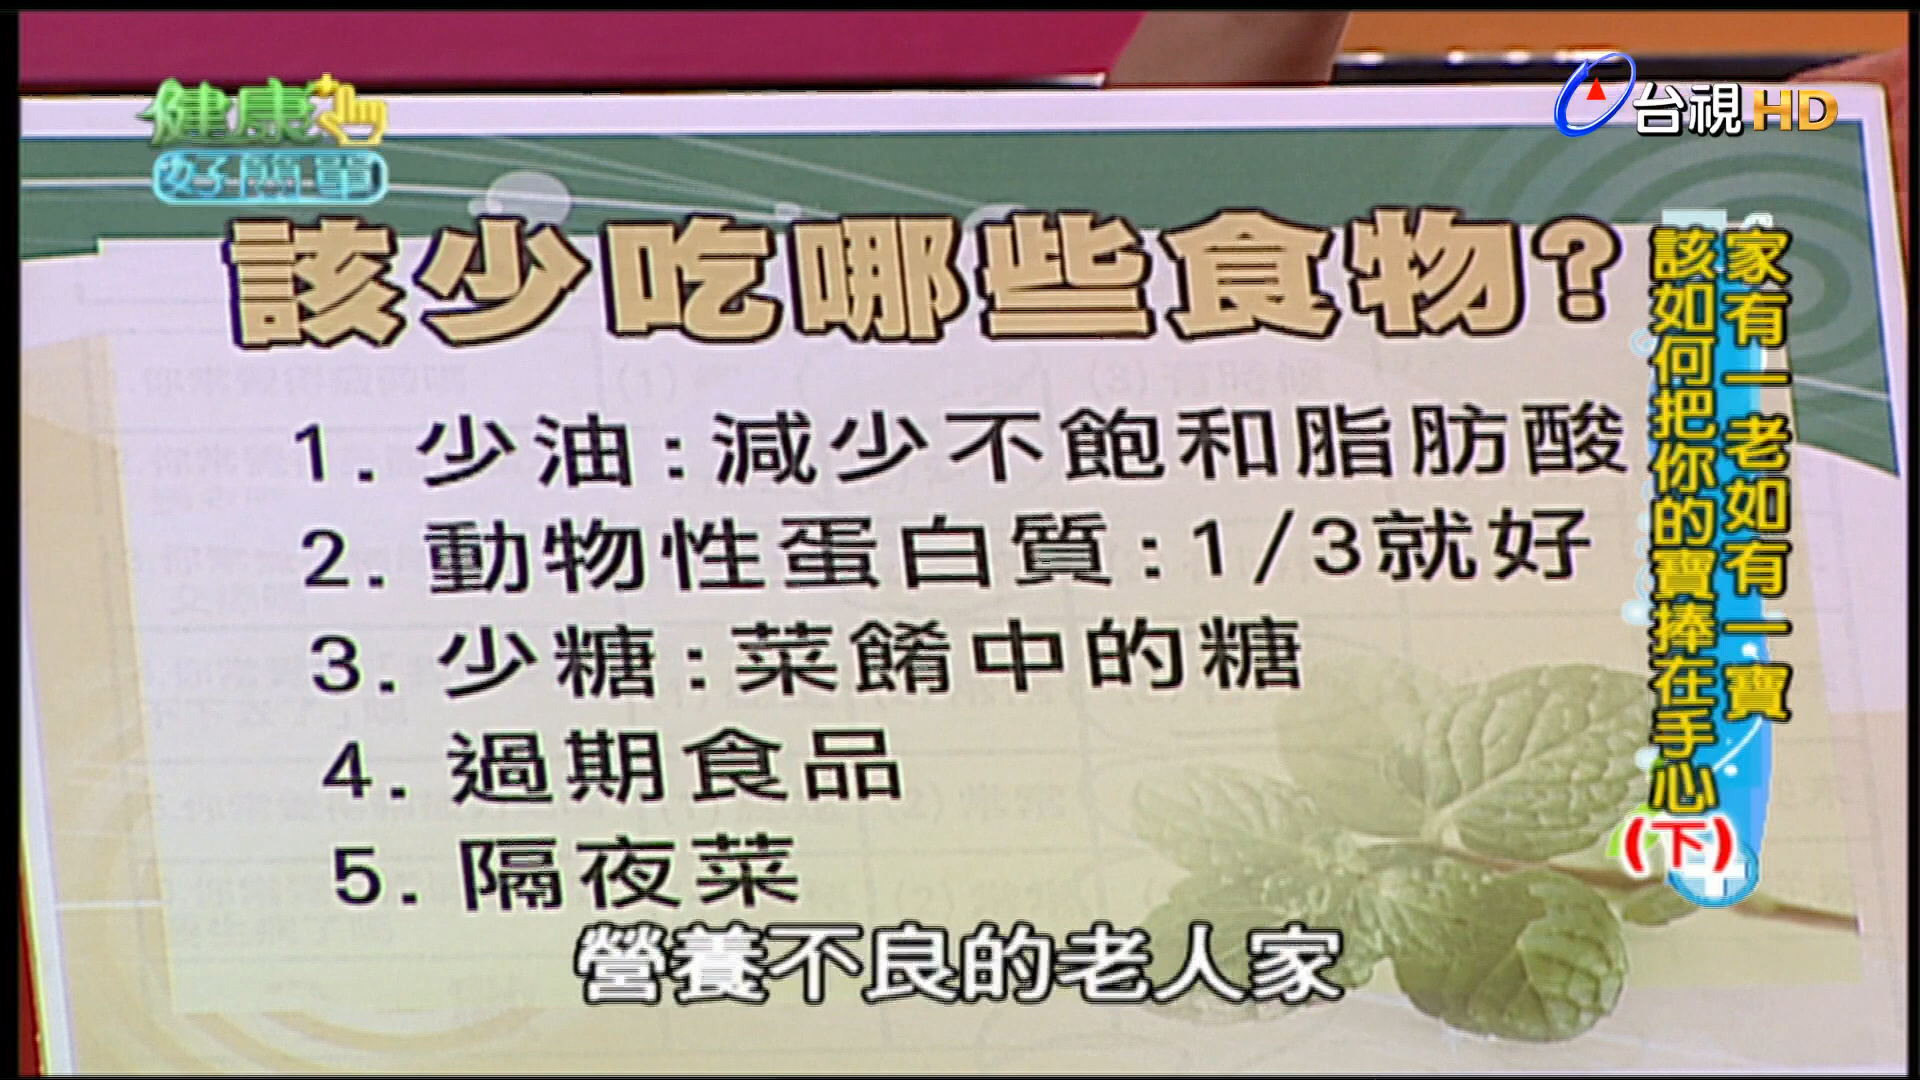 健康
好簡單
台視HD
該少吃哪些食物?
1.少油:減少不飽和脂肪酸
2.動物性蛋白質:1/3就好
3.少糖:菜餚中的糖
4.過期食品
5.隔夜菜
家有一老如有一寶
該如何把你的寶捧在手心
(下)
營養不良的老人家